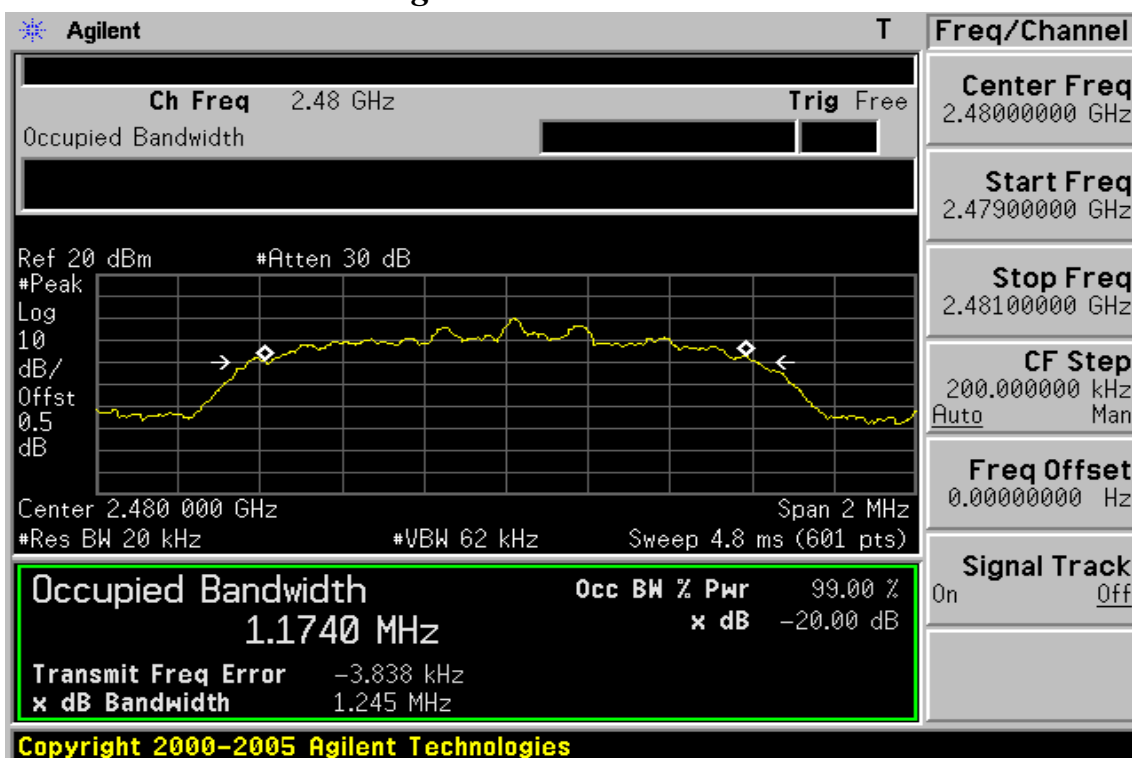 Agilent T
Freq/Channel
Ch Freq 2.48 GHz Trig Free
Occupied Bandwidth
Center Freq
2.48000000 GHz
Start Freq
2.47900000 GHz
Stop Freq
2.48100000 GHz
CF Step
200.000000 kHz
Auto Man
Freq Offset
0.00000000 Hz
Signal Track
On Off
Ref 20 dBm #Atten 30 dB
#Peak
Log
10
dB/
Offst
0.5
dB
Center 2.480 000 GHz Span 2 MHz
#Res BW 20 kHz #VBW 62 kHz Sweep 4.8 ms (601 pts)
Occupied Bandwidth Occ BW % Pwr 99.00 %
1.1740 MHz x dB -20.00 dB
Transmit Freq Error -3.838 kHz
x dB Bandwidth 1.245 MHz
Copyright 2000-2005 Agilent Technologies